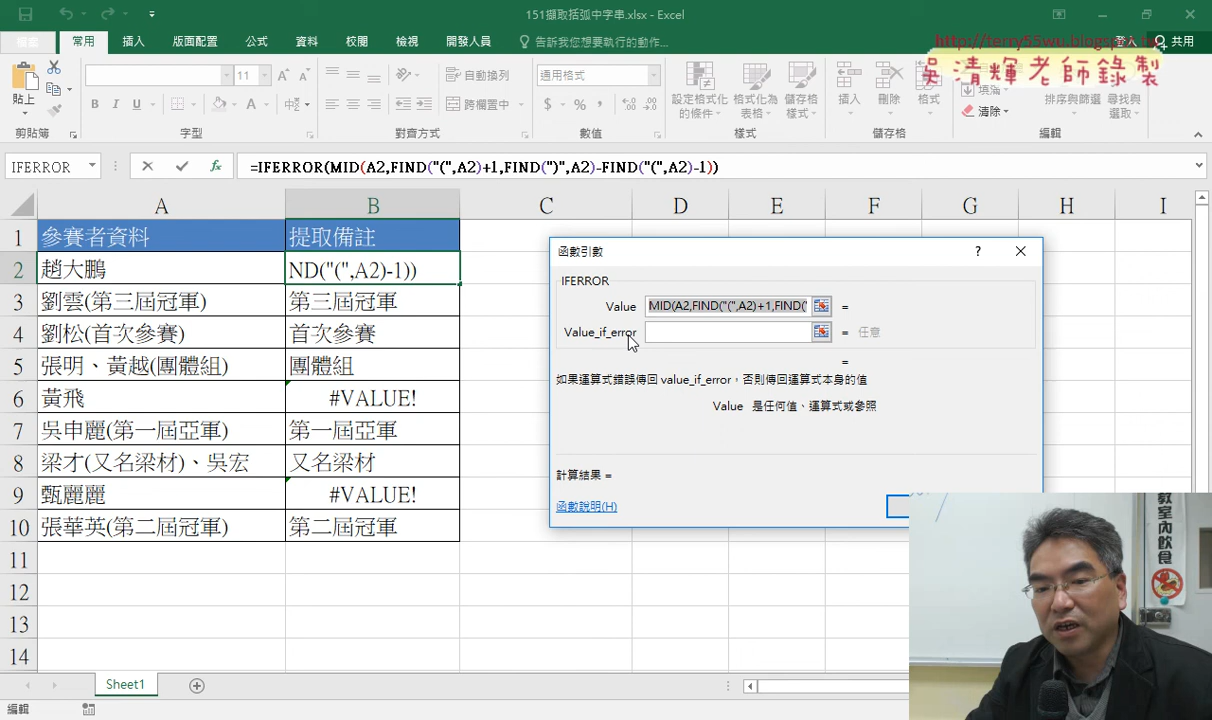 151擷取括弧中字串.xlsx - Excel
檔案 常用 插入 版面配置 公式 資料 校閱 檢視 開發人員 告訴我您想要執行的動作... 登入 共用
http://terry55wu.blogspot.tw
吳清輝老師錄製
貼上 11 自動換列 通用格式 設定格式化的條件 格式化為表格 儲存格樣式 插入 刪除 格式 填滿 清除 排序與篩選 尋找與選取
B I U A 中 跨欄置中 $ % ,
剪貼簿 字型 對齊方式 數值 樣式 儲存格 編輯
IFERROR fx =IFERROR(MID(A2,FIND("(",A2)+1,FIND(")",A2)-FIND("(",A2)-1))
A B C D E F G H I
1 參賽者資料 提取備註
2 趙大鵬 ND("(",A2)-1))
3 劉雲(第三屆冠軍) 第三屆冠軍
4 劉松(首次參賽) 首次參賽
5 張明、黃越(團體組) 團體組
6 黃飛 #VALUE!
7 吳申麗(第一屆亞軍) 第一屆亞軍
8 梁才(又名梁材)、吳宏 又名梁材
9 甄麗麗 #VALUE!
10 張華英(第二屆冠軍) 第二屆冠軍
11
12
13
14
函數引數 ?
IFERROR
Value MID(A2,FIND("(",A2)+1,FIND(" =
Value_if_error = 任意
=
如果運算式錯誤傳回 value_if_error，否則傳回運算式本身的值
Value 是任何值、運算式或參照
計算結果 =
函數說明(H)
教室內飲食
Sheet1
編輯